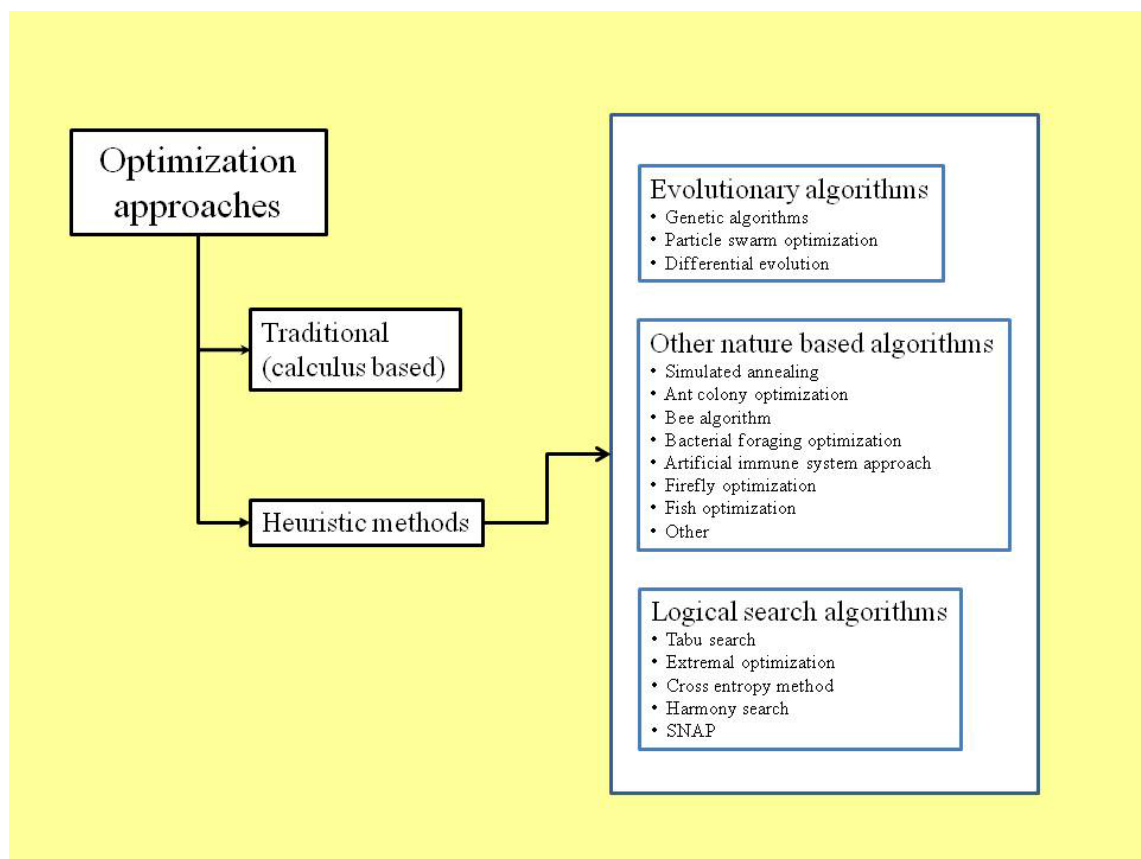 Optimization
approaches
Traditional
(calculus based)
Heuristic methods
Evolutionary algorithms
• Genetic algorithms
• Particle swarm optimization
• Differential evolution
Other nature based algorithms
• Simulated annealing
• Ant colony optimization
• Bee algorithm
• Bacterial foraging optimization
• Artificial immune system approach
• Firefly optimization
• Fish optimization
• Other
Logical search algorithms
• Tabu search
• Extremal optimization
• Cross entropy method
• Harmony search
• SNAP